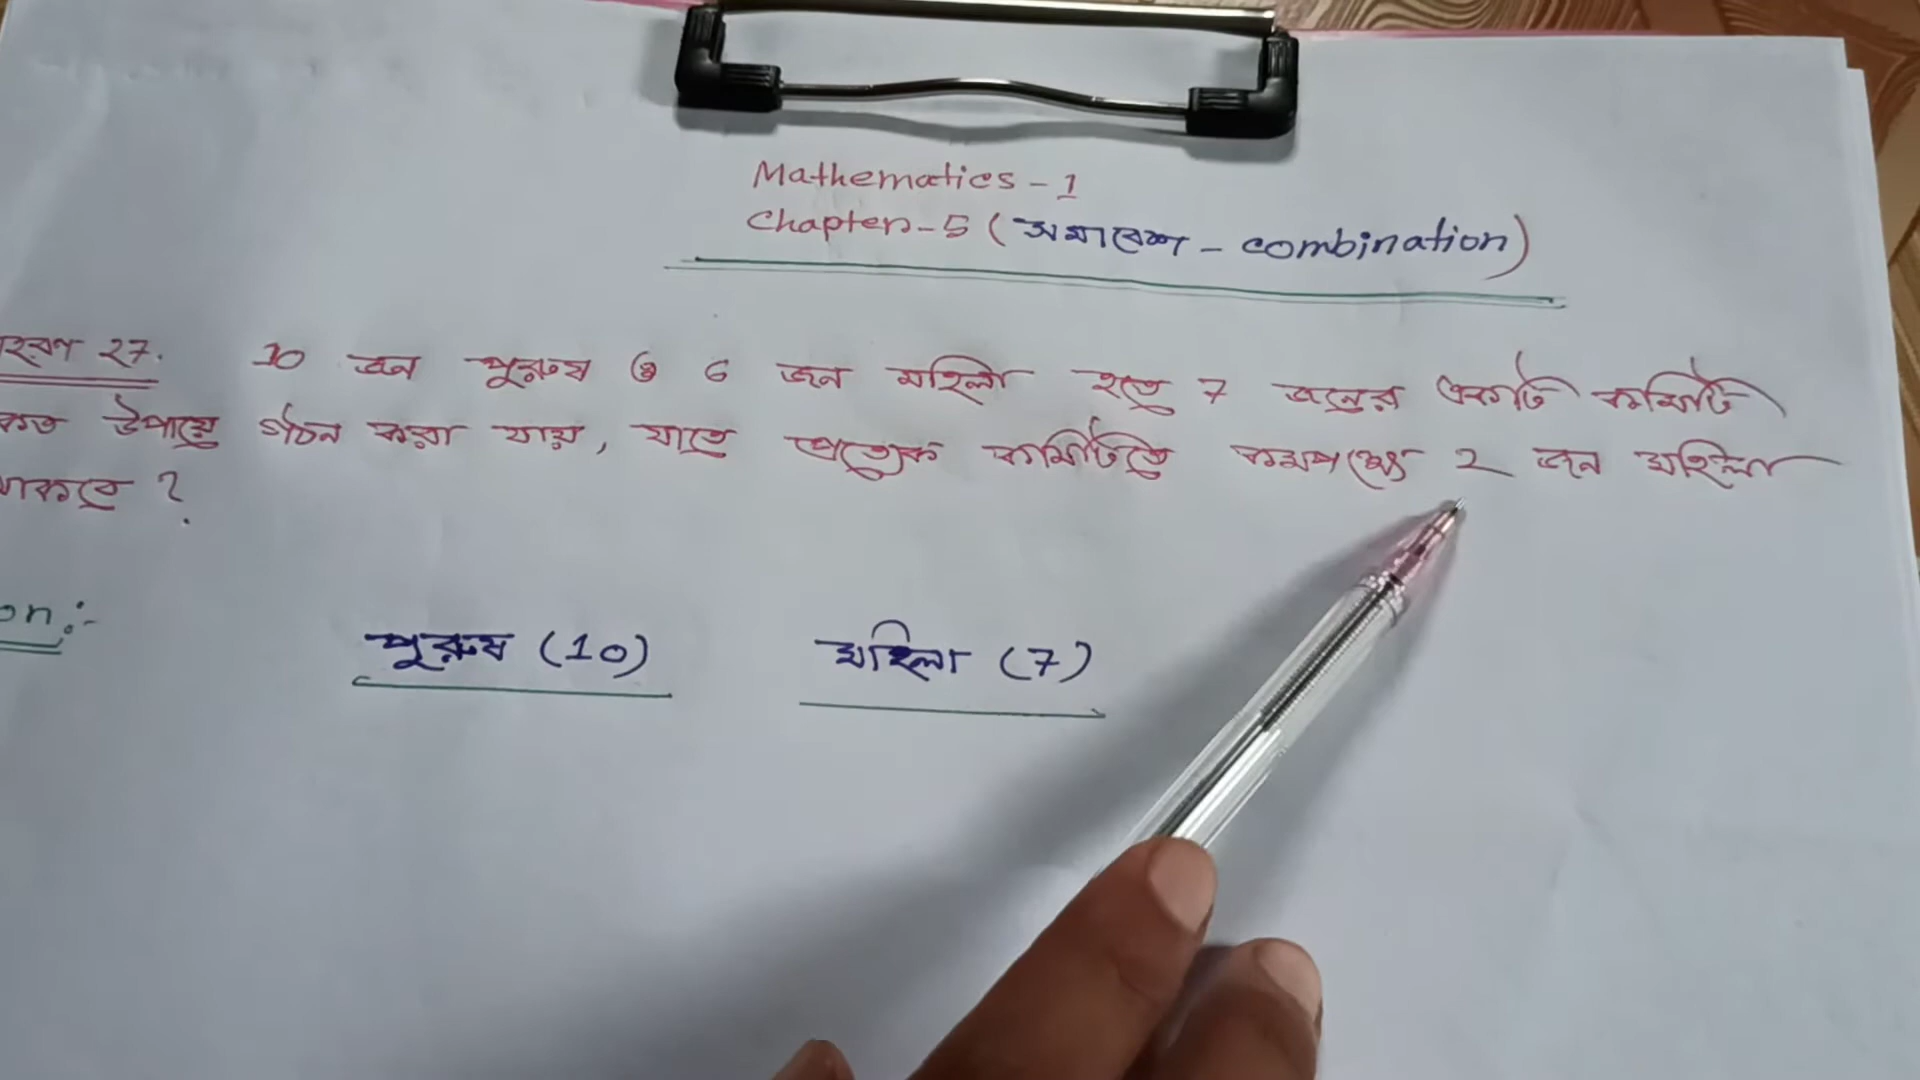 Mathematics - 1
Chapter - 5 (সমাবেশ - combination)
হরণ 27. 10 জন পুরুষ ও 6 জন মহিলা হতে 7 জনের একটি কমিটি
কত উপায়ে গঠন করা যায়, যাতে প্রত্যেক কমিটিতে কমপক্ষে 2 জন মহিলা
থাকবে ?
on:-
পুরুষ (10) মহিলা (7)